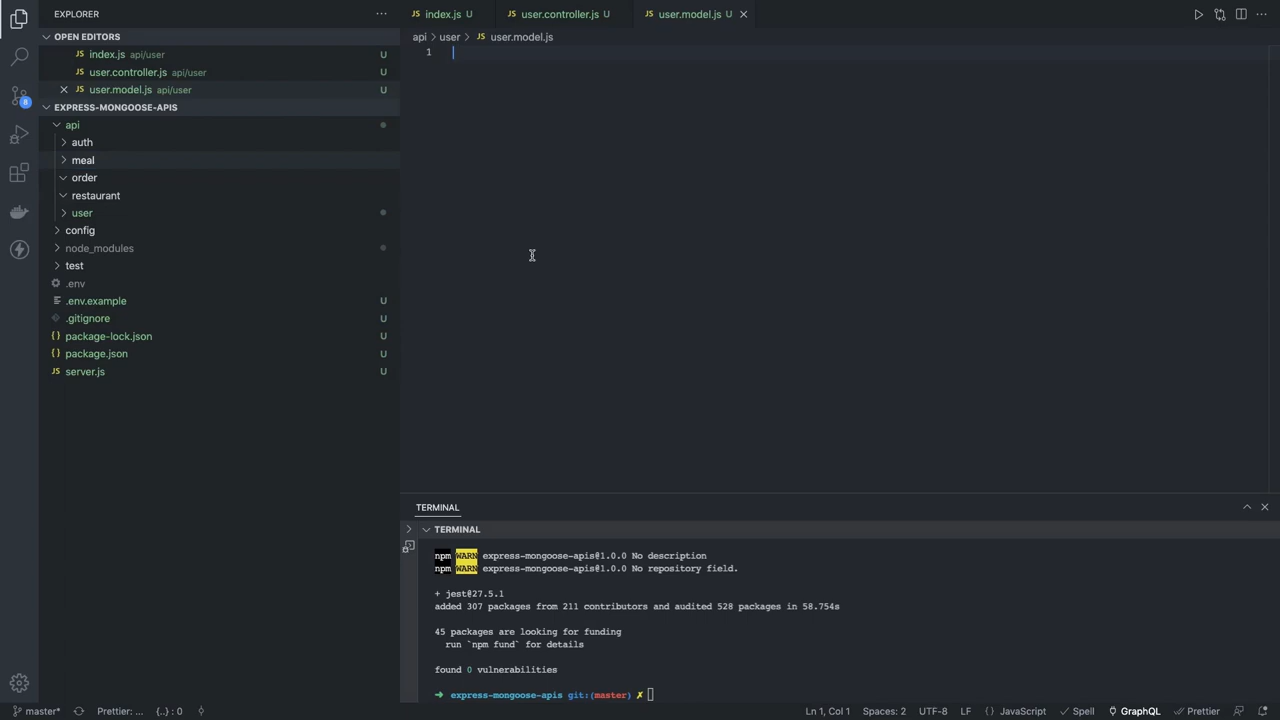 EXPLORER
OPEN EDITORS
JS index.js api/user U
JS user.controller.js api/user U
JS user.model.js api/user U
EXPRESS-MONGOOSE-APIS
api
auth
meal
order
restaurant
user
config
node_modules
test
.env
.env.example U
.gitignore U
{} package-lock.json U
{} package.json U
JS server.js U
8
JS index.js U JS user.controller.js U JS user.model.js U
api > user > JS user.model.js
1
TERMINAL
TERMINAL
npm WARN express-mongoose-apis@1.0.0 No description
npm WARN express-mongoose-apis@1.0.0 No repository field.
+ jest@27.5.1
added 307 packages from 211 contributors and audited 528 packages in 58.754s
45 packages are looking for funding
run `npm fund` for details
found 0 vulnerabilities
➜ express-mongoose-apis git:(master) ✗
master* Prettier: ... {..} : 0 Ln 1, Col 1 Spaces: 2 UTF-8 LF {} JavaScript ✓ Spell GraphQL ✓ Prettier